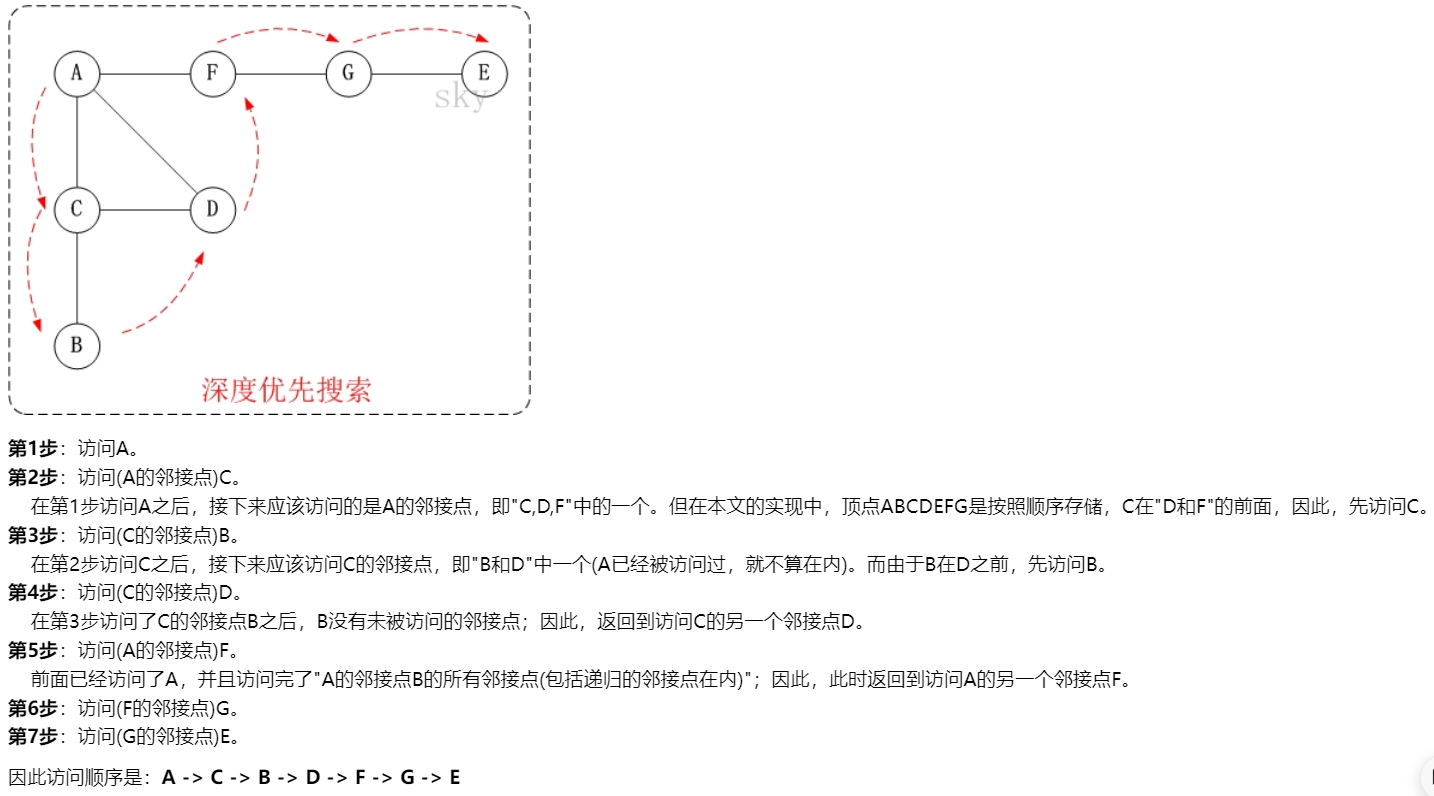 A F G E
sky
C D
B
深度优先搜索
第1步：访问A。
第2步：访问(A的邻接点)C。
在第1步访问A之后，接下来应该访问的是A的邻接点，即"C,D,F"中的一个。但在本文的实现中，顶点ABCDEFG是按照顺序存储，C在"D和F"的前面，因此，先访问C。
第3步：访问(C的邻接点)B。
在第2步访问C之后，接下来应该访问C的邻接点，即"B和D"中一个(A已经被访问过，就不算在内)。而由于B在D之前，先访问B。
第4步：访问(C的邻接点)D。
在第3步访问了C的邻接点B之后，B没有未被访问的邻接点；因此，返回到访问C的另一个邻接点D。
第5步：访问(A的邻接点)F。
前面已经访问了A，并且访问完了"A的邻接点B的所有邻接点(包括递归的邻接点在内)"；因此，此时返回到访问A的另一个邻接点F。
第6步：访问(F的邻接点)G。
第7步：访问(G的邻接点)E。
因此访问顺序是：A -> C -> B -> D -> F -> G -> E